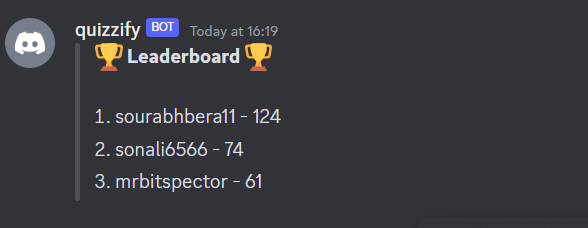 quizzify BOT Today at 16:19
🏆 Leaderboard 🏆
1. sourabhbera11 - 124
2. sonali6566 - 74
3. mrbitspector - 61